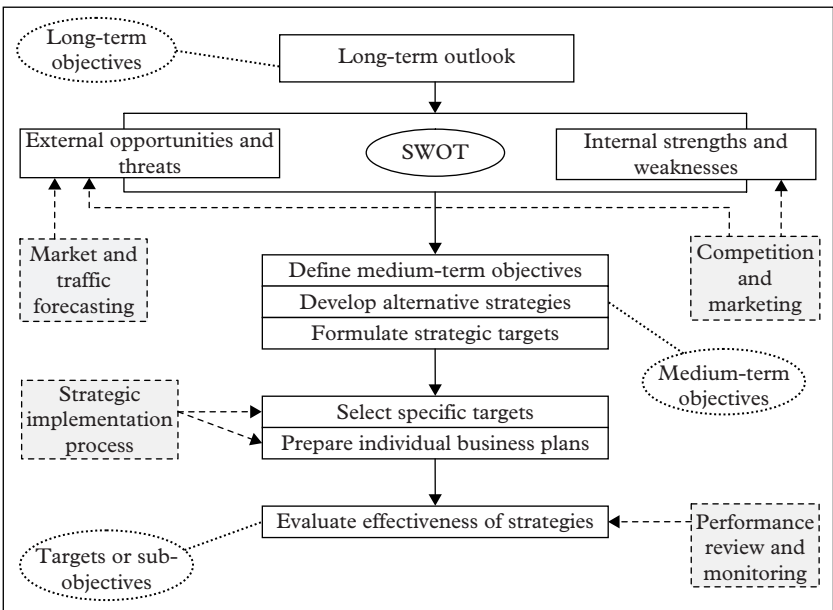 Long-term
objectives
Long-term outlook
External opportunities and
threats
SWOT
Internal strengths and
weaknesses
Market and
traffic
forecasting
Competition
and
marketing
Define medium-term objectives
Develop alternative strategies
Formulate strategic targets
Medium-term
objectives
Strategic
implementation
process
Select specific targets
Prepare individual business plans
Evaluate effectiveness of strategies
Targets or sub-
objectives
Performance
review and
monitoring